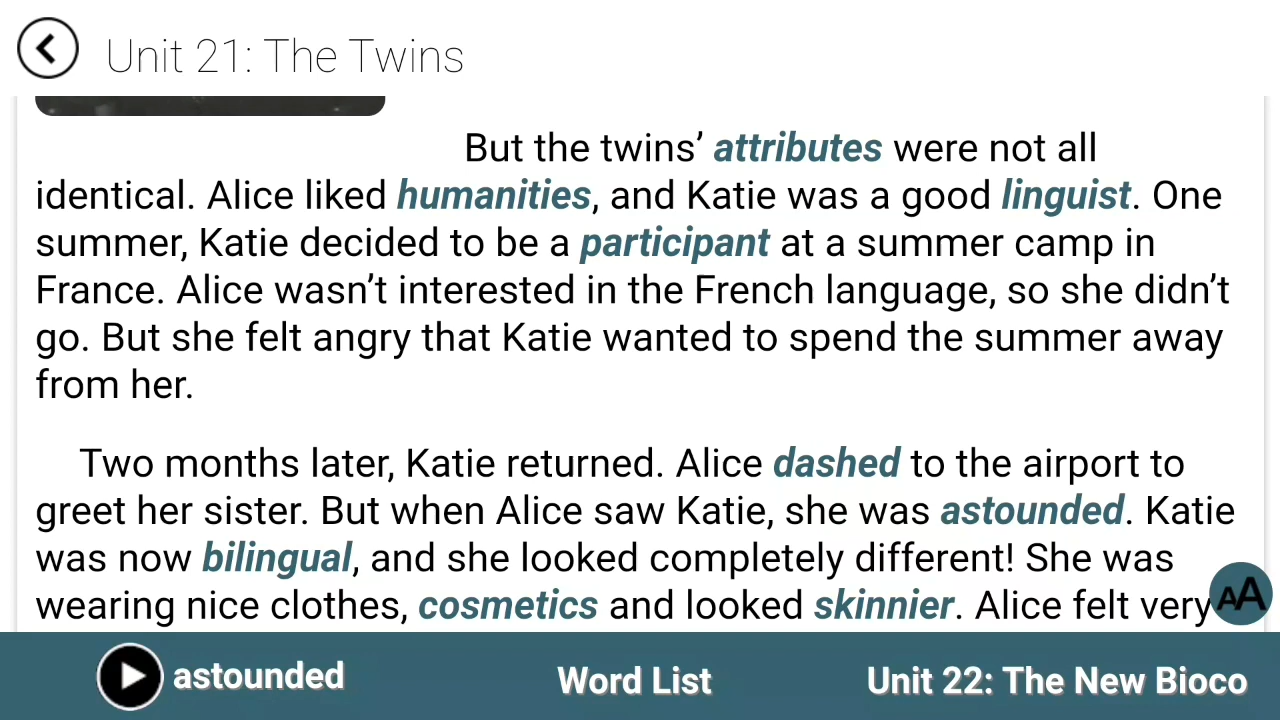 Unit 21: The Twins
But the twins’ attributes were not all
identical. Alice liked humanities, and Katie was a good linguist. One
summer, Katie decided to be a participant at a summer camp in
France. Alice wasn’t interested in the French language, so she didn’t
go. But she felt angry that Katie wanted to spend the summer away
from her.
Two months later, Katie returned. Alice dashed to the airport to
greet her sister. But when Alice saw Katie, she was astounded. Katie
was now bilingual, and she looked completely different! She was
wearing nice clothes, cosmetics and looked skinnier. Alice felt very
AA
astounded
Word List
Unit 22: The New Bioco